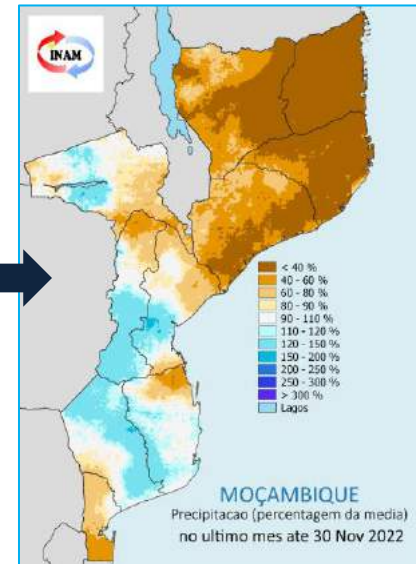 INAM
< 40 %
40 - 60 %
60 - 80 %
80 - 90 %
90 - 110 %
110 - 120 %
120 - 150 %
150 - 200 %
200 - 250 %
250 - 300 %
> 300 %
Lagos
MOÇAMBIQUE
Precipitacao (percentagem da media)
no ultimo mes ate 30 Nov 2022